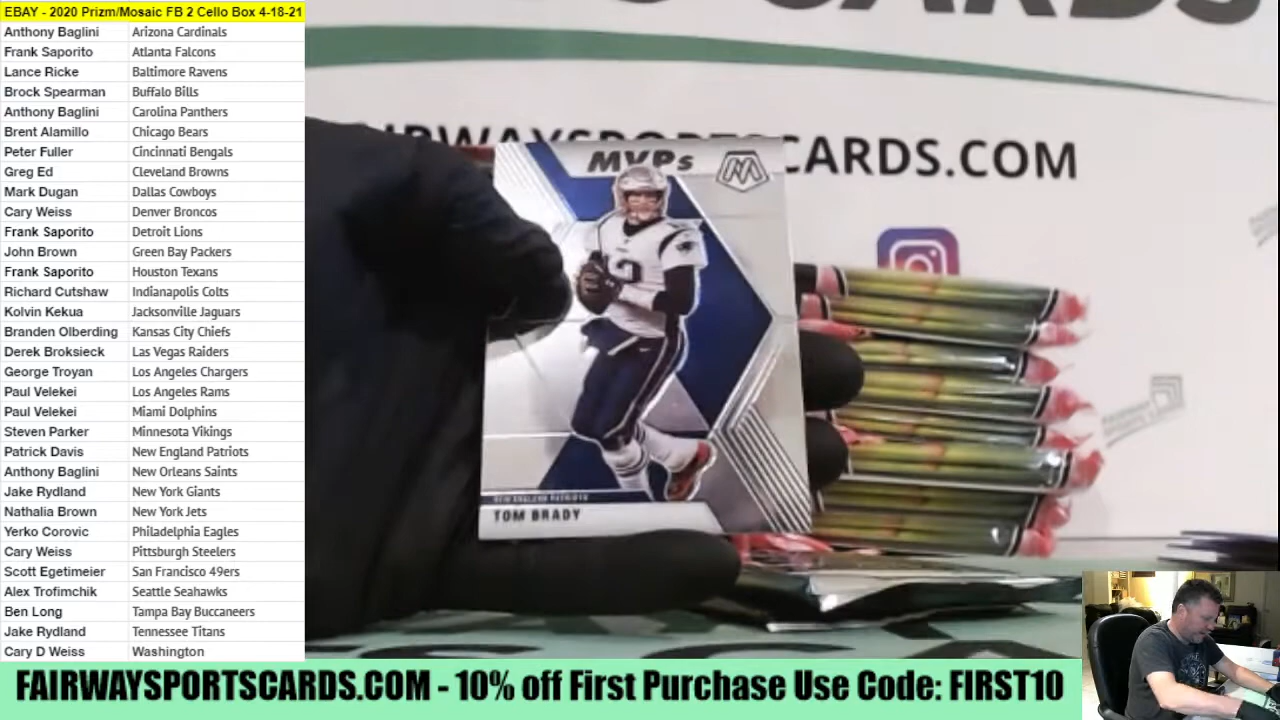 EBAY - 2020 Prizm/Mosaic FB 2 Cello Box 4-18-21
Anthony Baglini Arizona Cardinals
Frank Saporito Atlanta Falcons
Lance Ricke Baltimore Ravens
Brock Spearman Buffalo Bills
Anthony Baglini Carolina Panthers
Brent Alamillo Chicago Bears
Peter Fuller Cincinnati Bengals
Greg Ed Cleveland Browns
Mark Dugan Dallas Cowboys
Cary Weiss Denver Broncos
Frank Saporito Detroit Lions
John Brown Green Bay Packers
Frank Saporito Houston Texans
Richard Cutshaw Indianapolis Colts
Kolvin Kekua Jacksonville Jaguars
Branden Olberding Kansas City Chiefs
Derek Broksieck Las Vegas Raiders
George Troyan Los Angeles Chargers
Paul Velekei Los Angeles Rams
Paul Velekei Miami Dolphins
Steven Parker Minnesota Vikings
Patrick Davis New England Patriots
Anthony Baglini New Orleans Saints
Jake Rydland New York Giants
Nathalia Brown New York Jets
Yerko Corovic Philadelphia Eagles
Cary Weiss Pittsburgh Steelers
Scott Egetimeier San Francisco 49ers
Alex Trofimchik Seattle Seahawks
Ben Long Tampa Bay Buccaneers
Jake Rydland Tennessee Titans
Cary D Weiss Washington
CARDS
FAIRWAYSPORTSCARDS.COM
MVPs
M
12
NEW ENGLAND PATRIOTS
TOM BRADY
FAIRWAYSPORTSCARDS.COM - 10% off First Purchase Use Code: FIRST10